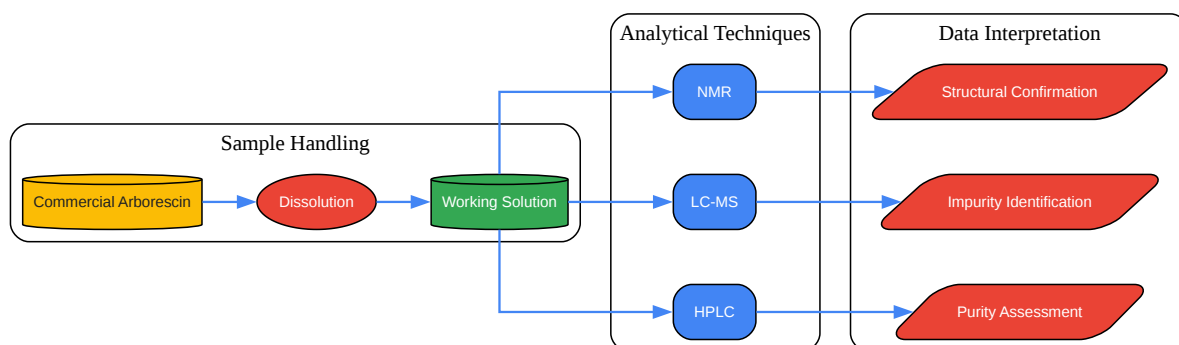 Sample Handling
Commercial Arborescin
Dissolution
Working Solution
Analytical Techniques
NMR
LC-MS
HPLC
Data Interpretation
Structural Confirmation
Impurity Identification
Purity Assessment